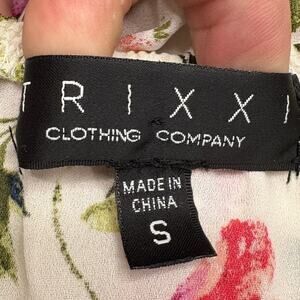 TRIXXI
CLOTHING COMPANY
MADE IN
CHINA
S